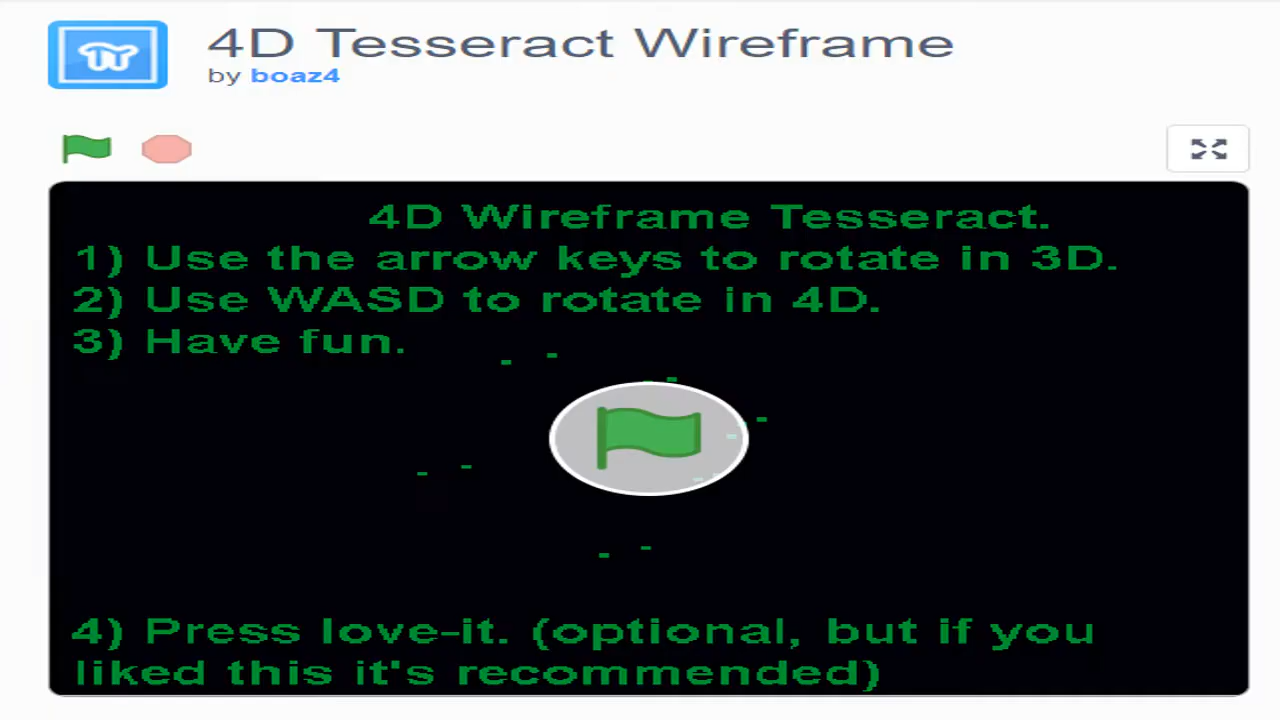 4D Tesseract Wireframe
by boaz4
4D Wireframe Tesseract.
1) Use the arrow keys to rotate in 3D.
2) Use WASD to rotate in 4D.
3) Have fun.
4) Press love-it. (optional, but if you
liked this it's recommended)